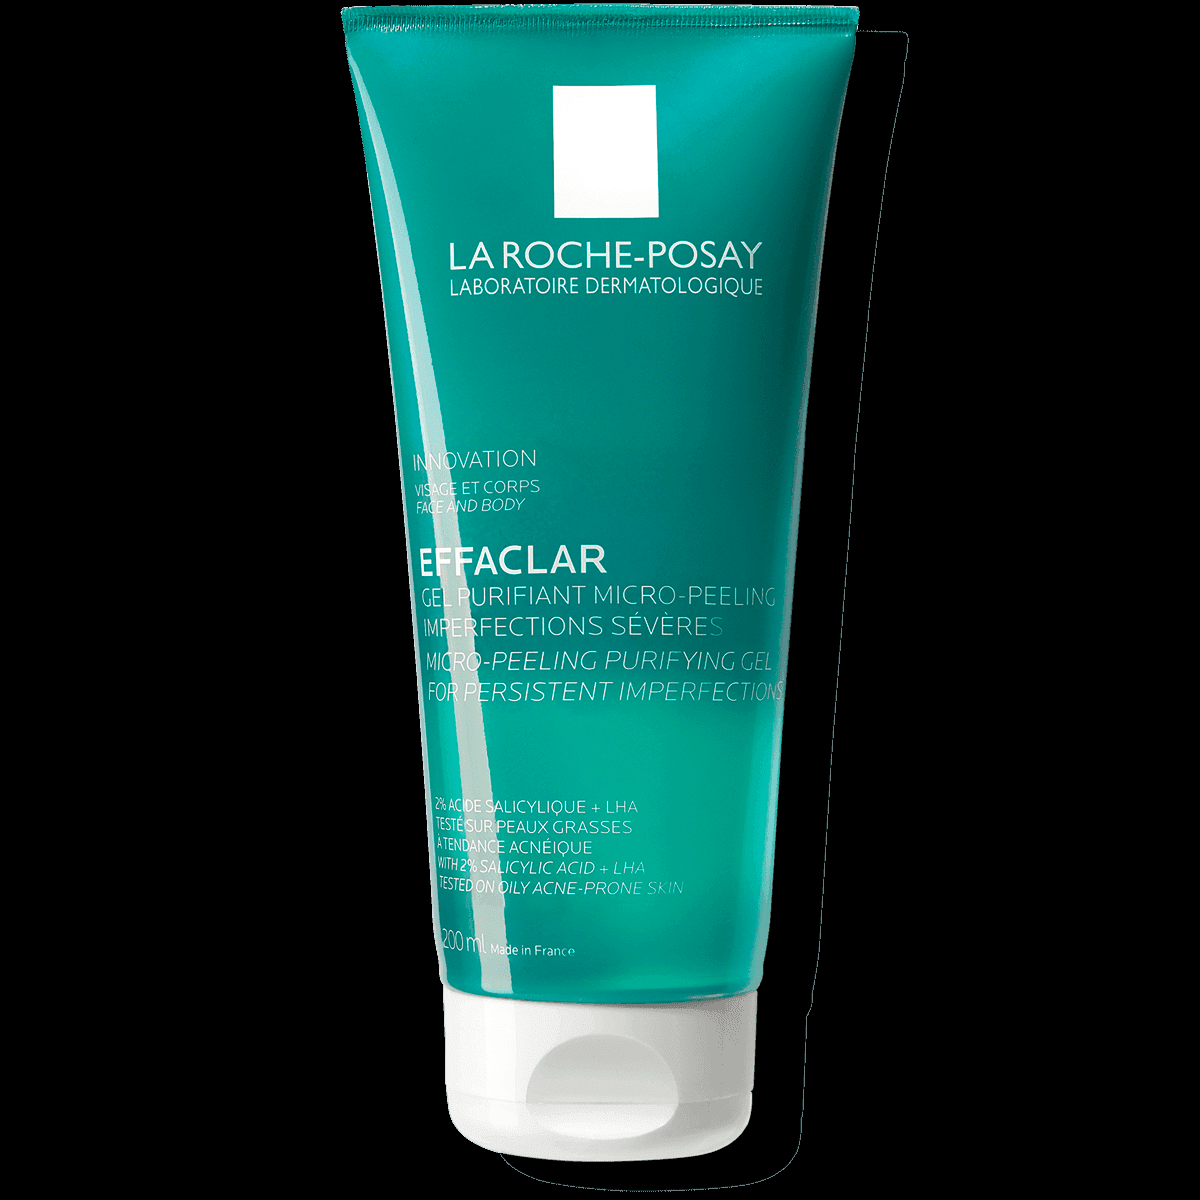 LA ROCHE-POSAY
LABORATOIRE DERMATOLOGIQUE
INNOVATION
VISAGE ET CORPS
FACE AND BODY
EFFACLAR
GEL PURIFIANT MICRO-PEELING
IMPERFECTIONS SÉVÈRES
MICRO-PEELING PURIFYING GEL
FOR PERSISTENT IMPERFECTIONS
2% ACIDE SALICYLIQUE + LHA
TESTÉ SUR PEAUX GRASSES
À TENDANCE ACNÉIQUE
WITH 2% SALICYLIC ACID + LHA
TESTED ON OILY ACNE-PRONE SKIN
200 ml Made in France